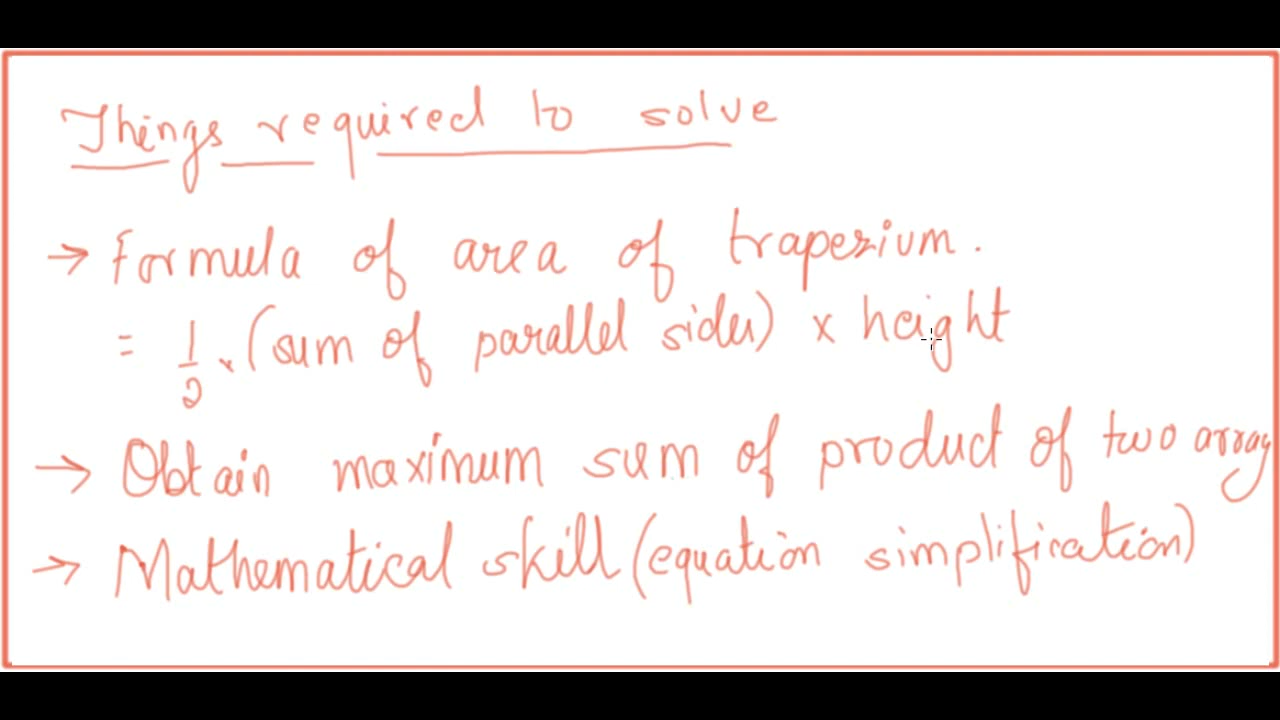 Things required to solve
→ Formula of area of trapezium.
= 1/2 × (sum of parallel sides) × height
→ Obtain maximum sum of product of two array
→ Mathematical skill (equation simplification)